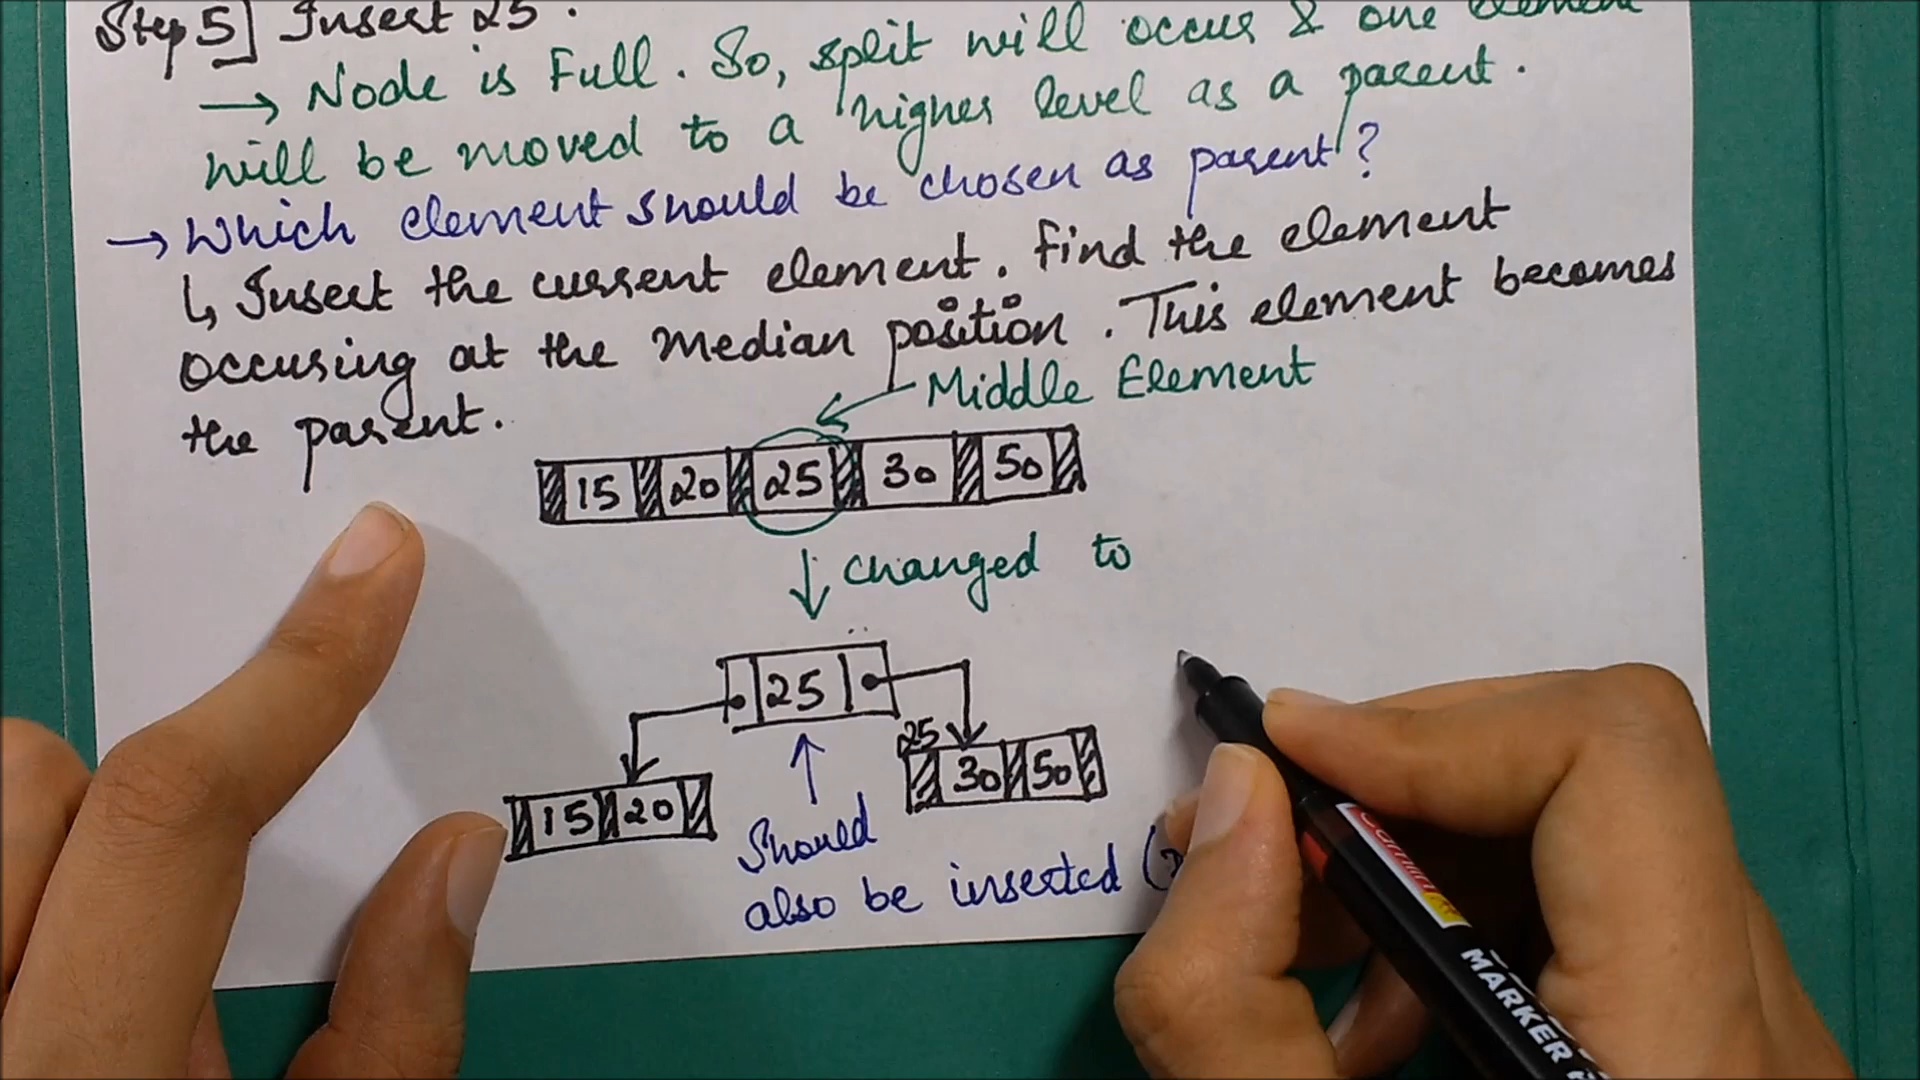 Step 5] Insert 25.
→ Node is Full. So, split will occur & one element
will be moved to a higher level as a parent.
→ Which element should be chosen as parent?
↳ Insert the current element. Find the element
occuring at the median position. This element becomes
the parent.
Middle Element
15 20 25 30 50
↓ changed to
25
25
15 20
30 50
Should
also be inserted (
Camlin
MARKER